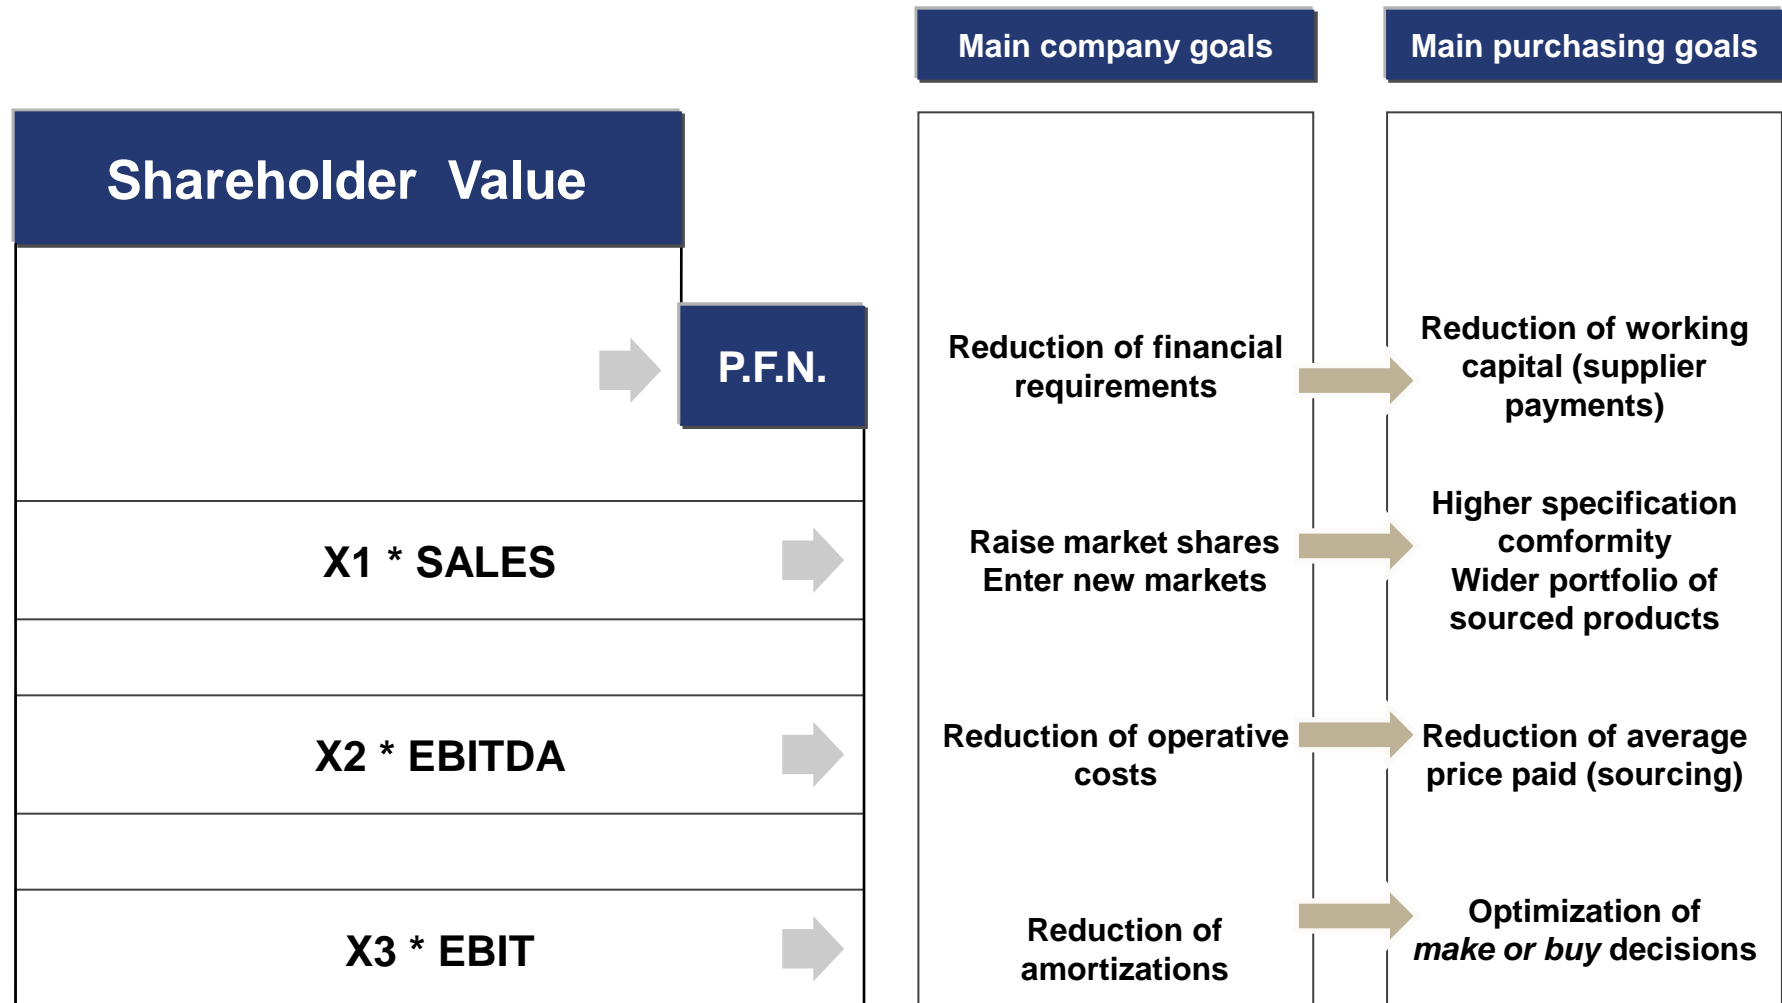 Main company goals
Main purchasing goals
Shareholder Value
P.F.N.
Reduction of financial
requirements
Reduction of working
capital (supplier
payments)
X1 * SALES
Raise market shares
Enter new markets
Higher specification
comformity
Wider portfolio of
sourced products
X2 * EBITDA
Reduction of operative
costs
Reduction of average
price paid (sourcing)
X3 * EBIT
Reduction of
amortizations
Optimization of
make or buy decisions